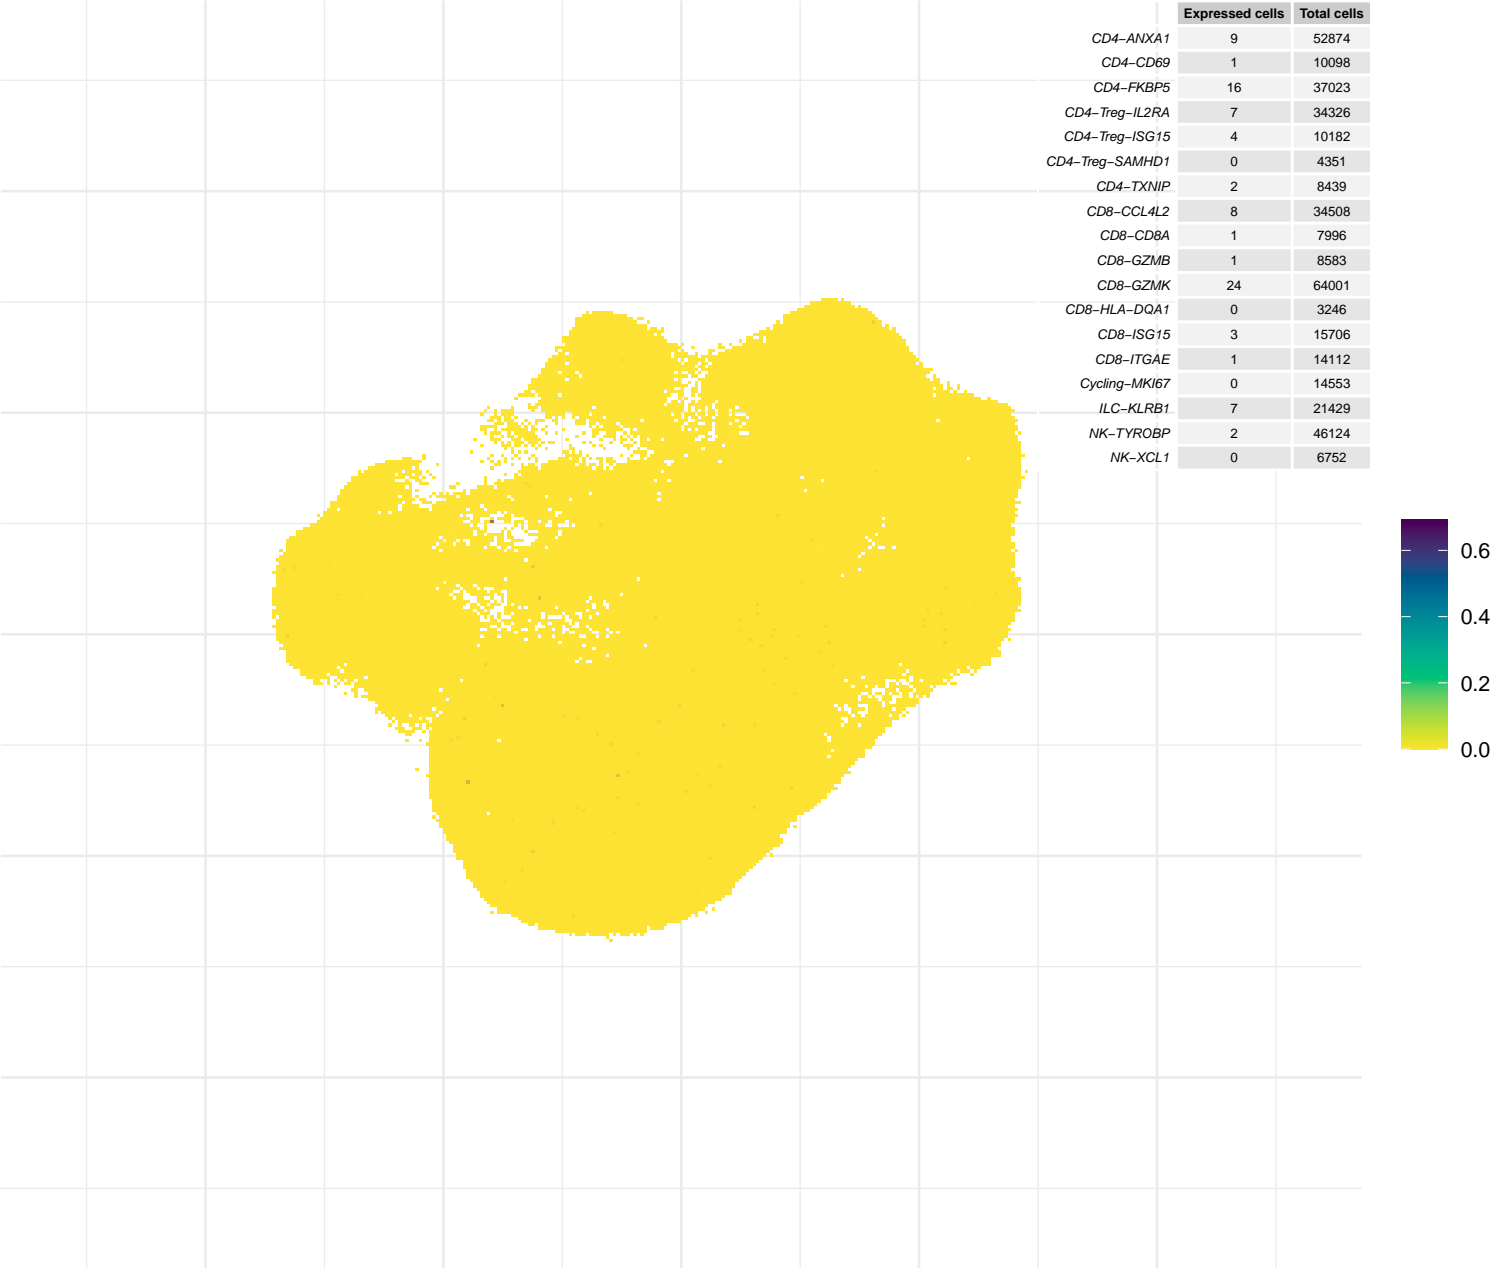 Expressed cells Total cells
CD4−ANXA1 9 52874
CD4−CD69 1 10098
CD4−FKBP5 16 37023
CD4−Treg−IL2RA 7 34326
CD4−Treg−ISG15 4 10182
CD4−Treg−SAMHD1 0 4351
CD4−TXNIP 2 8439
CD8−CCL4L2 8 34508
CD8−CD8A 1 7996
CD8−GZMB 1 8583
CD8−GZMK 24 64001
CD8−HLA−DQA1 0 3246
CD8−ISG15 3 15706
CD8−ITGAE 1 14112
Cycling−MKI67 0 14553
ILC−KLRB1 7 21429
NK−TYROBP 2 46124
NK−XCL1 0 6752
0.6
0.4
0.2
0.0